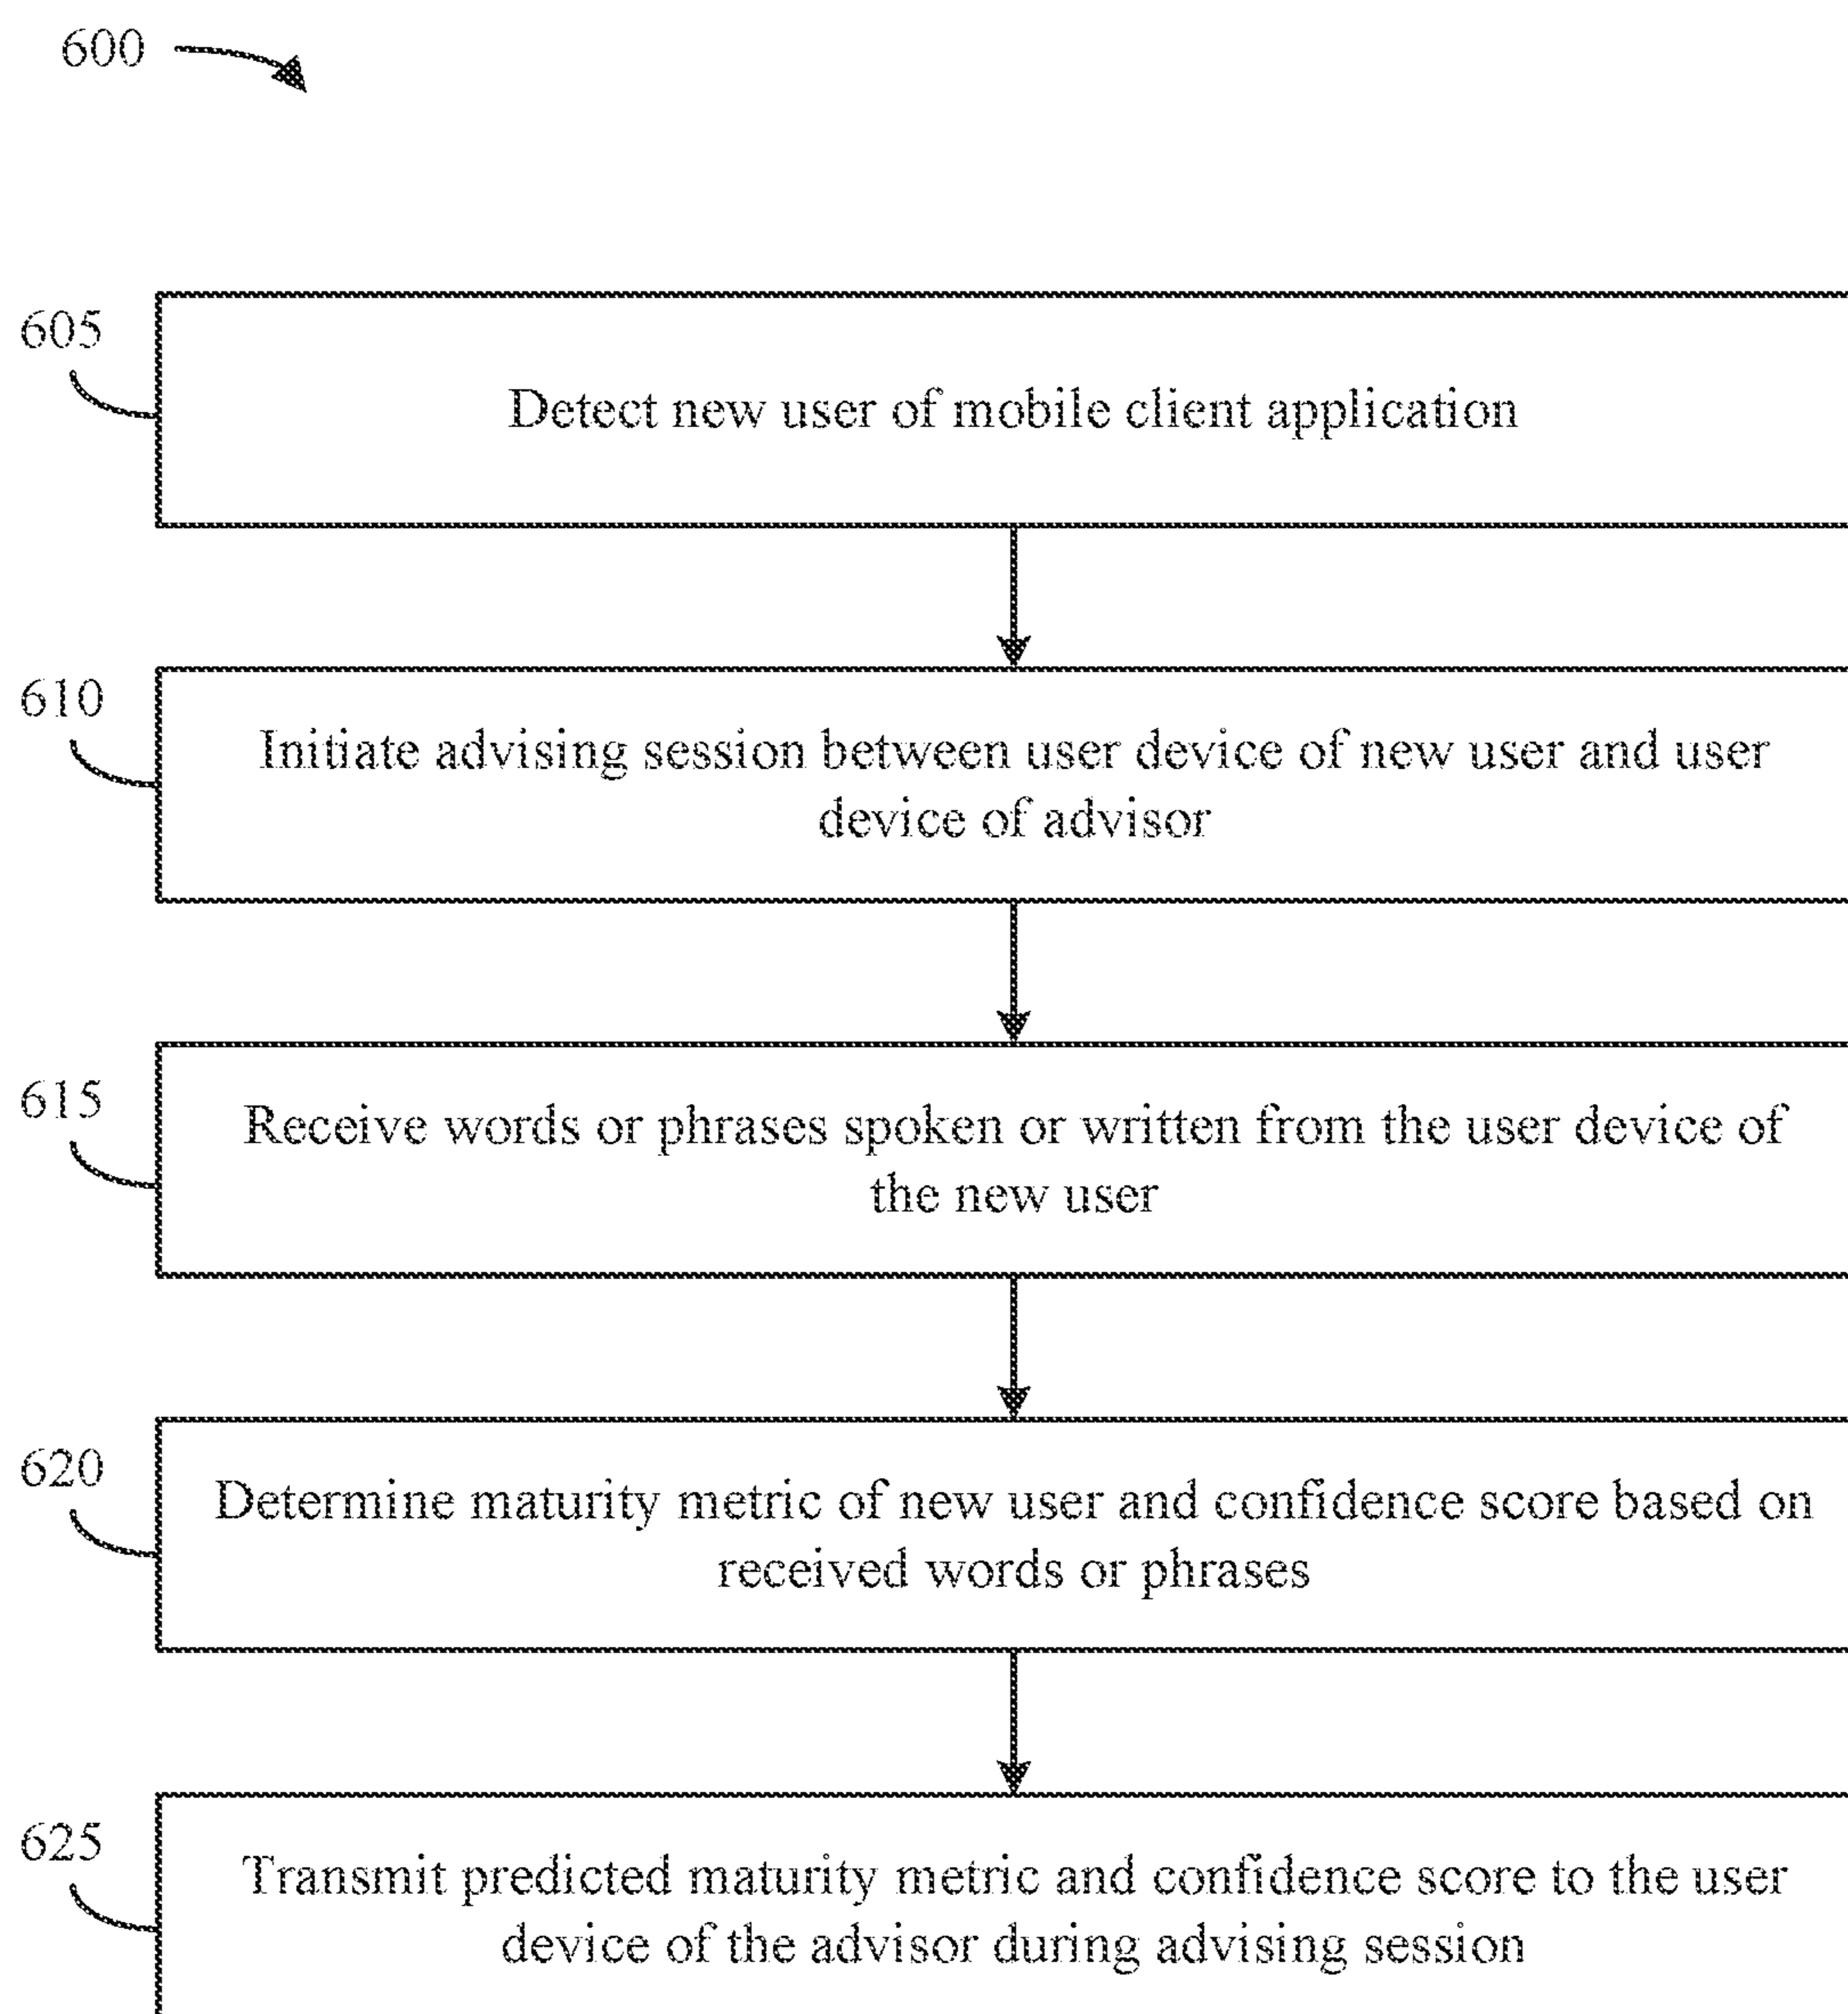 600
605
Detect new user of mobile client application
610
Initiate advising session between user device of new user and user
device of advisor
615
Receive words or phrases spoken or written from the user device of
the new user
620
Determine maturity metric of new user and confidence score based on
received words or phrases
625
Transmit predicted maturity metric and confidence score to the user
device of the advisor during advising session